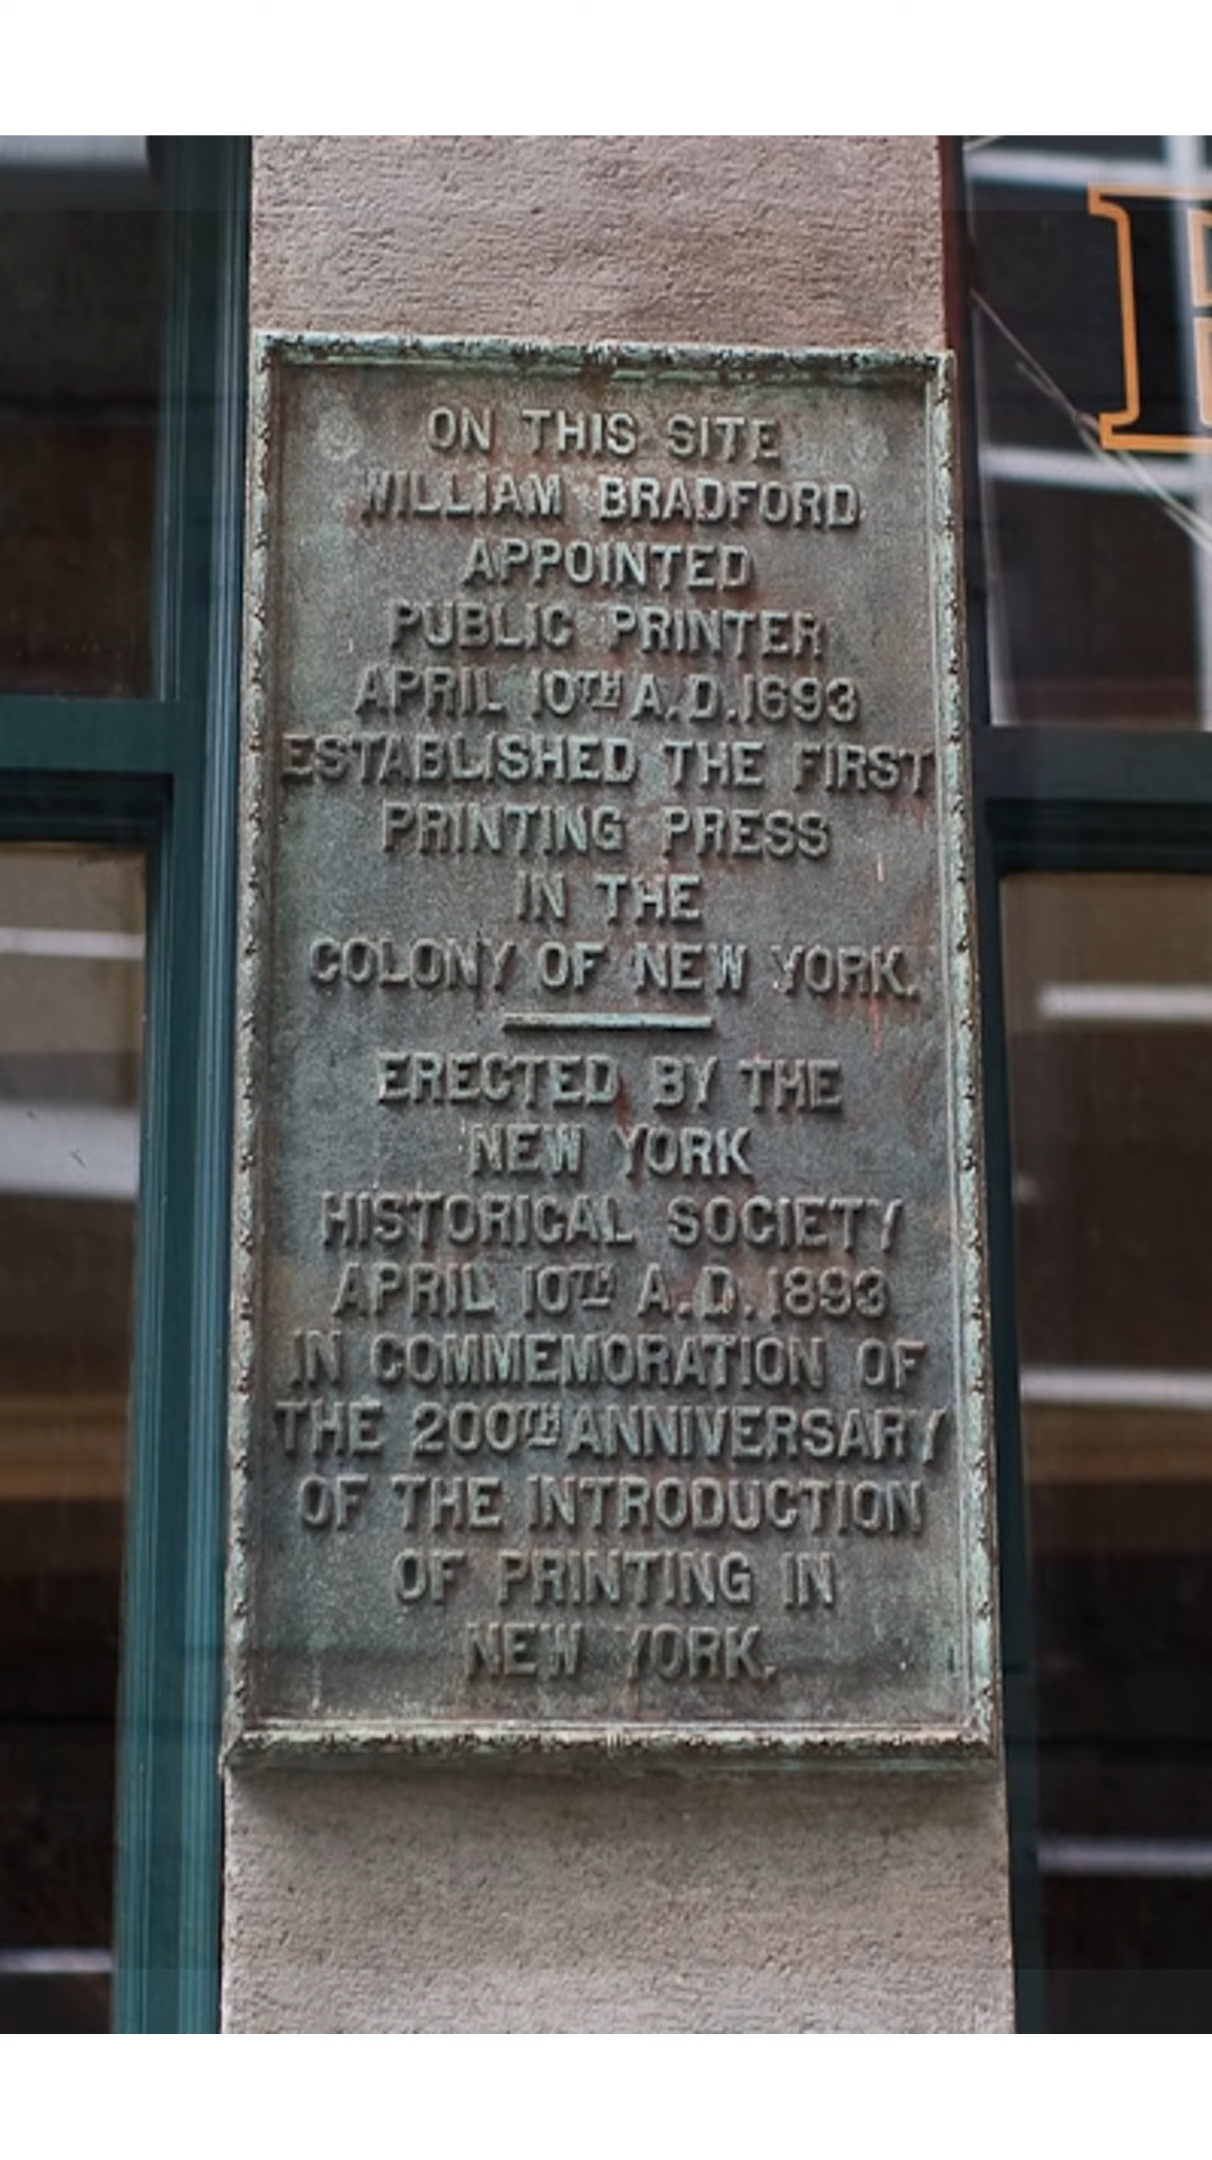 ON THIS SITE
WILLIAM BRADFORD
APPOINTED
PUBLIC PRINTER
APRIL 10TH A.D.1693
ESTABLISHED THE FIRST
PRINTING PRESS
IN THE
COLONY OF NEW YORK.
ERECTED BY THE
NEW YORK
HISTORICAL SOCIETY
APRIL 10TH A.D.1893
IN COMMEMORATION OF
THE 200TH ANNIVERSARY
OF THE INTRODUCTION
OF PRINTING IN
NEW YORK.